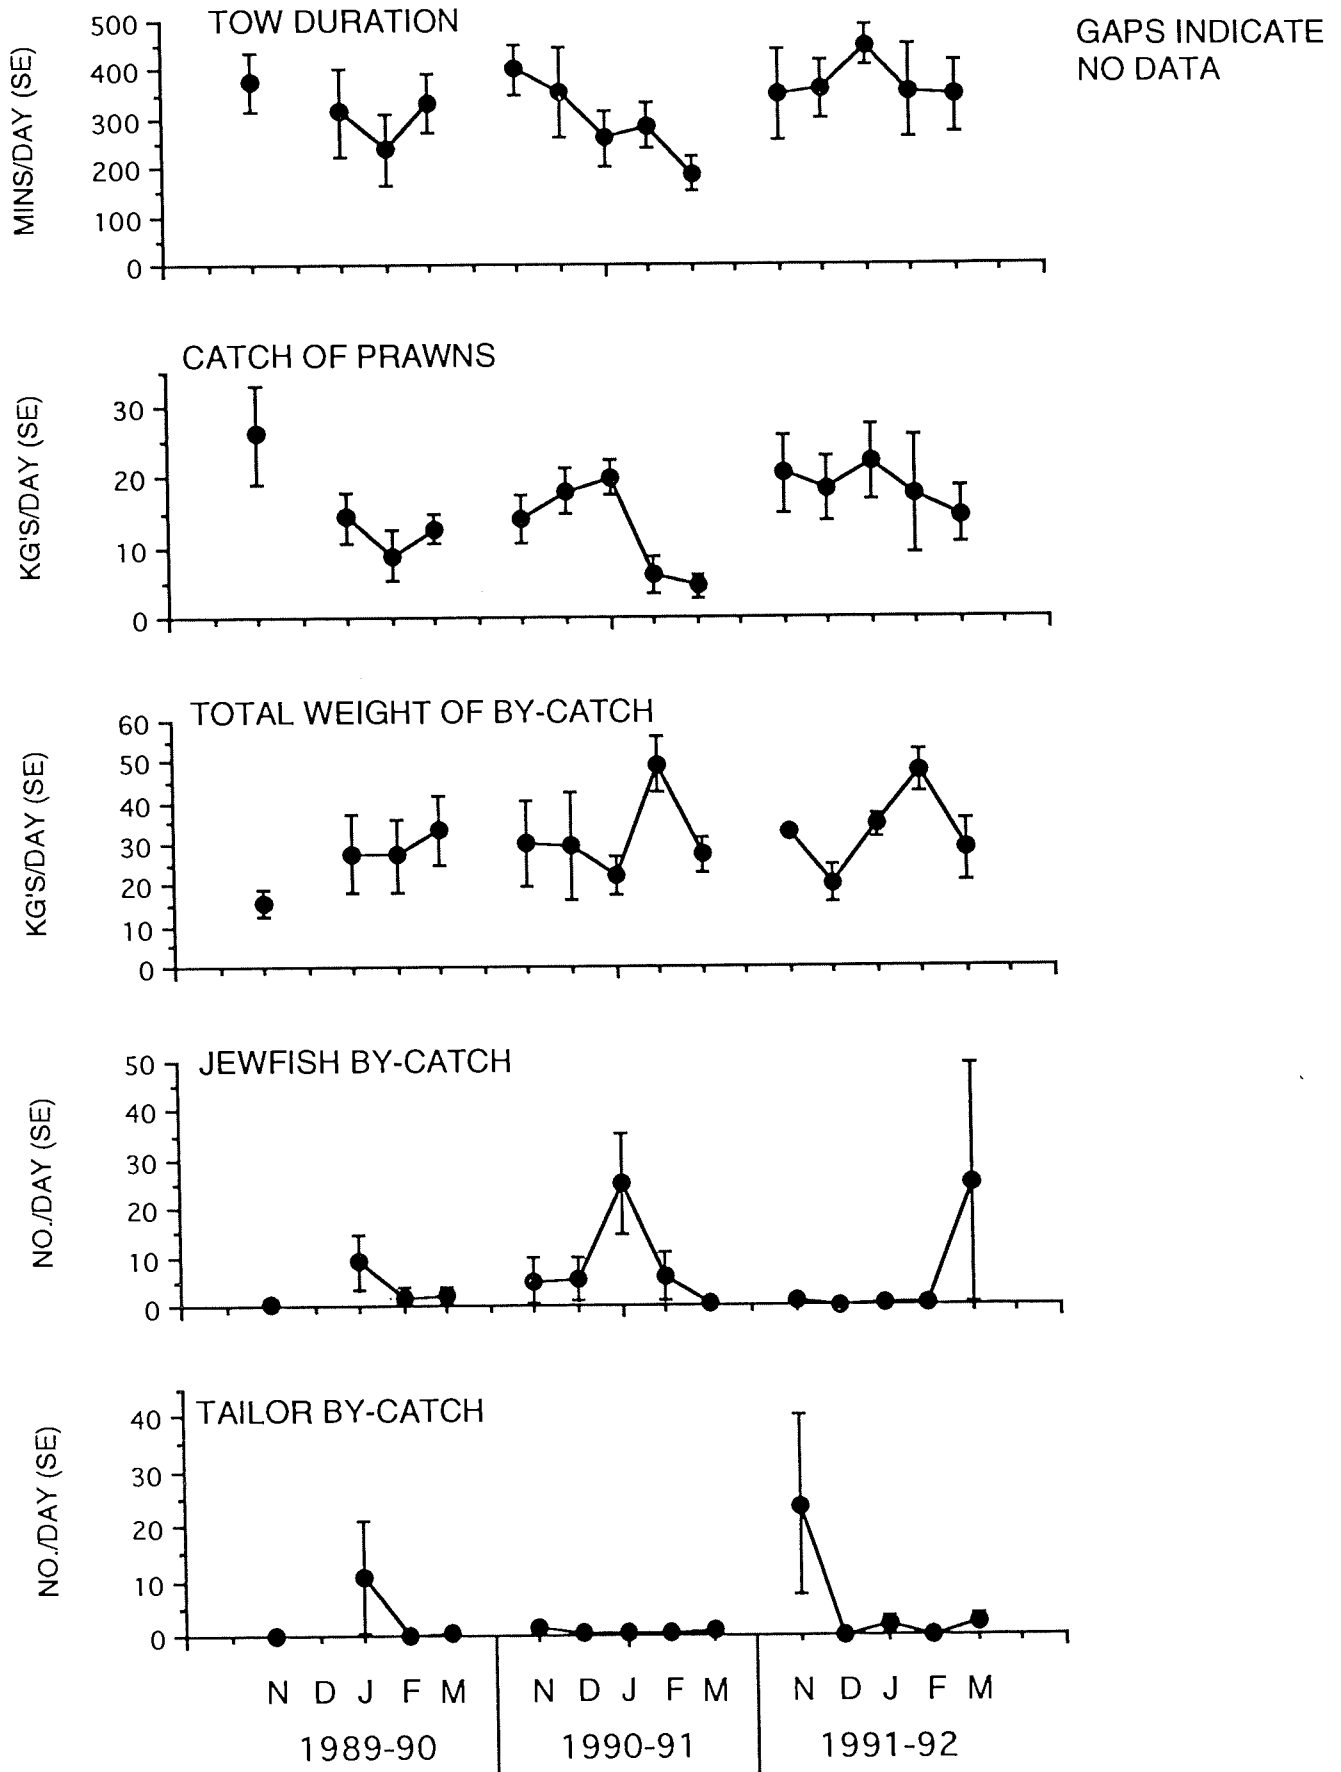 TOW DURATION
GAPS INDICATE
NO DATA
MINS/DAY (SE)
500
400
300
200
100
0
CATCH OF PRAWNS
KG'S/DAY (SE)
30
20
10
0
TOTAL WEIGHT OF BY-CATCH
KG'S/DAY (SE)
60
50
40
30
20
10
0
JEWFISH BY-CATCH
NO./DAY (SE)
50
40
30
20
10
0
TAILOR BY-CATCH
NO./DAY (SE)
40
30
20
10
0
N D J F M N D J F M N D J F M
1989-90 1990-91 1991-92